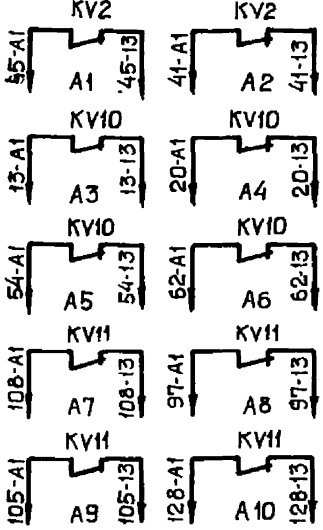 KV2
95-A1
'45-13
A1
KV2
41-A1
41-13
A2
KV10
13-A1
13-13
A3
KV10
20-A1
20-13
A4
KV10
54-A1
54-13
A5
KV10
62-A1
62-13
A6
KV11
108-A1
108-13
A7
KV11
97-A1
97-13
A8
KV11
105-A1
105-13
A9
KV11
128-A1
128-13
A10